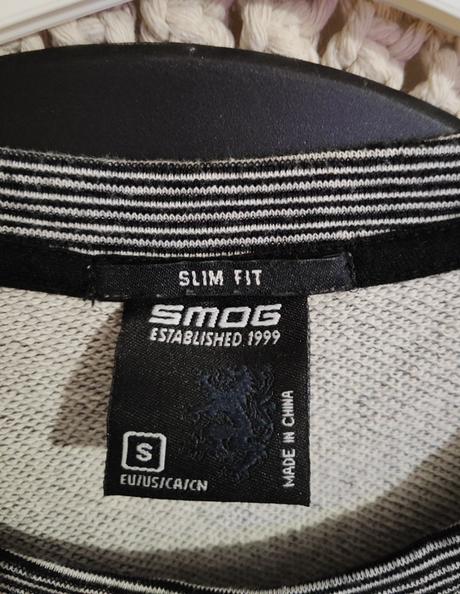 SLIM FIT
SMOG
ESTABLISHED 1999
S
EU/US/CA/CN
MADE IN CHINA